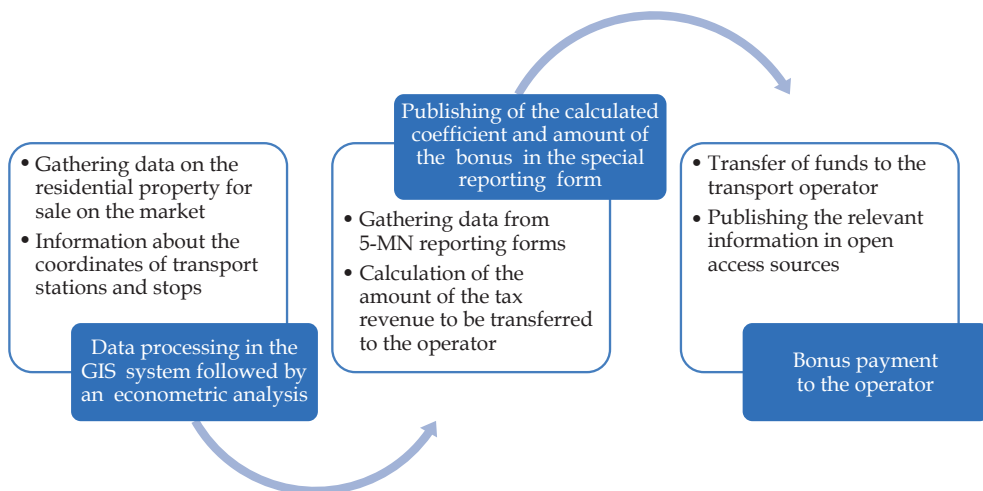 • Gathering data on the
residential property for
sale on the market
• Information about the
coordinates of transport
stations and stops
Data processing in the
GIS system followed by
an econometric analysis
Publishing of the calculated
coefficient and amount of
the bonus in the special
reporting form
• Gathering data from
5-MN reporting forms
• Calculation of the
amount of the tax
revenue to be transferred
to the operator
• Transfer of funds to the
transport operator
• Publishing the relevant
information in open
access sources
Bonus payment
to the operator